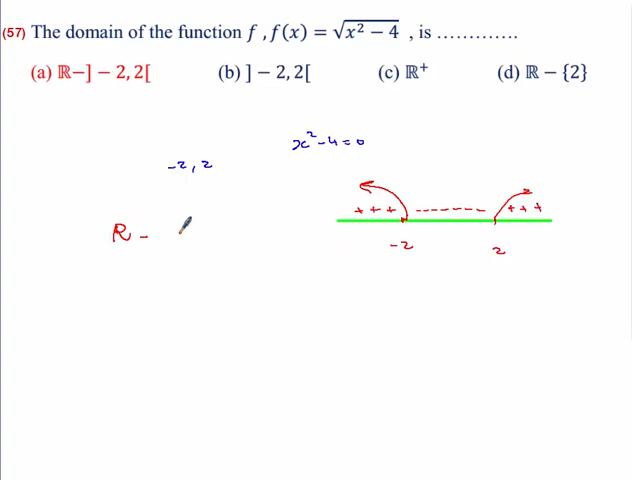 (57) The domain of the function f , f(x) = √(x² − 4) , is ………….
(a) ℝ−] − 2, 2[ (b) ] − 2, 2[ (c) ℝ⁺ (d) ℝ − {2}
x² - 4 = 0
-2, 2
+ + + - - - - - - - + + +
R -
-2 2